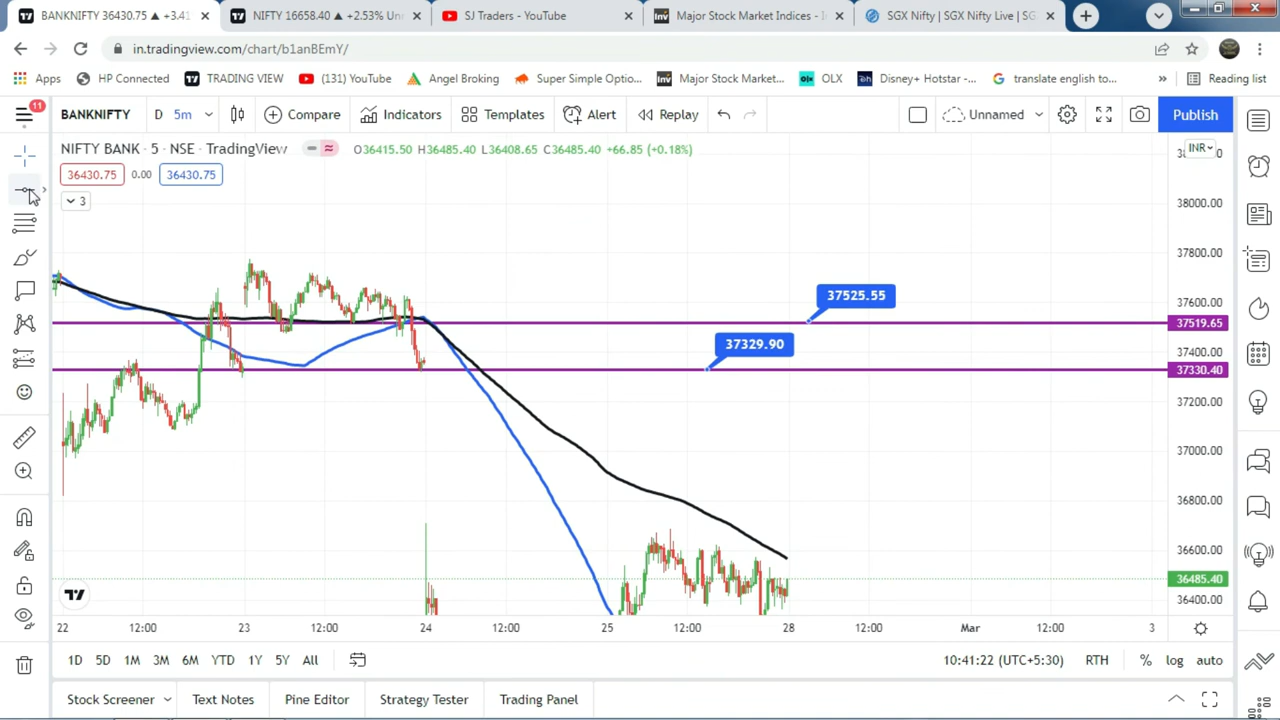 BANKNIFTY 36430.75 ▲ +3.41
NIFTY 16658.40 ▲ +2.53% Un
SJ Traders - YouTube
Major Stock Market Indices - In
SGX Nifty | SGX Nifty Live | SG
in.tradingview.com/chart/b1anBEmY/
Apps
HP Connected
TRADING VIEW
(131) YouTube
Angel Broking
Super Simple Optio...
Major Stock Market...
OLX
Disney+ Hotstar -...
translate english to...
»
Reading list
11
BANKNIFTY
D
5m
Compare
Indicators
Templates
Alert
Replay
Unnamed
Publish
NIFTY BANK · 5 · NSE · TradingView
O36415.50 H36485.40 L36408.65 C36485.40 +66.85 (+0.18%)
INR
36430.75
0.00
36430.75
3
38000.00
37800.00
37600.00
37519.65
37400.00
37330.40
37200.00
37000.00
36800.00
36600.00
36485.40
36400.00
37525.55
37329.90
22
12:00
23
12:00
24
12:00
25
12:00
28
12:00
Mar
12:00
3
1D
5D
1M
3M
6M
YTD
1Y
5Y
All
10:41:22 (UTC+5:30)
RTH
%
log
auto
Stock Screener
Text Notes
Pine Editor
Strategy Tester
Trading Panel